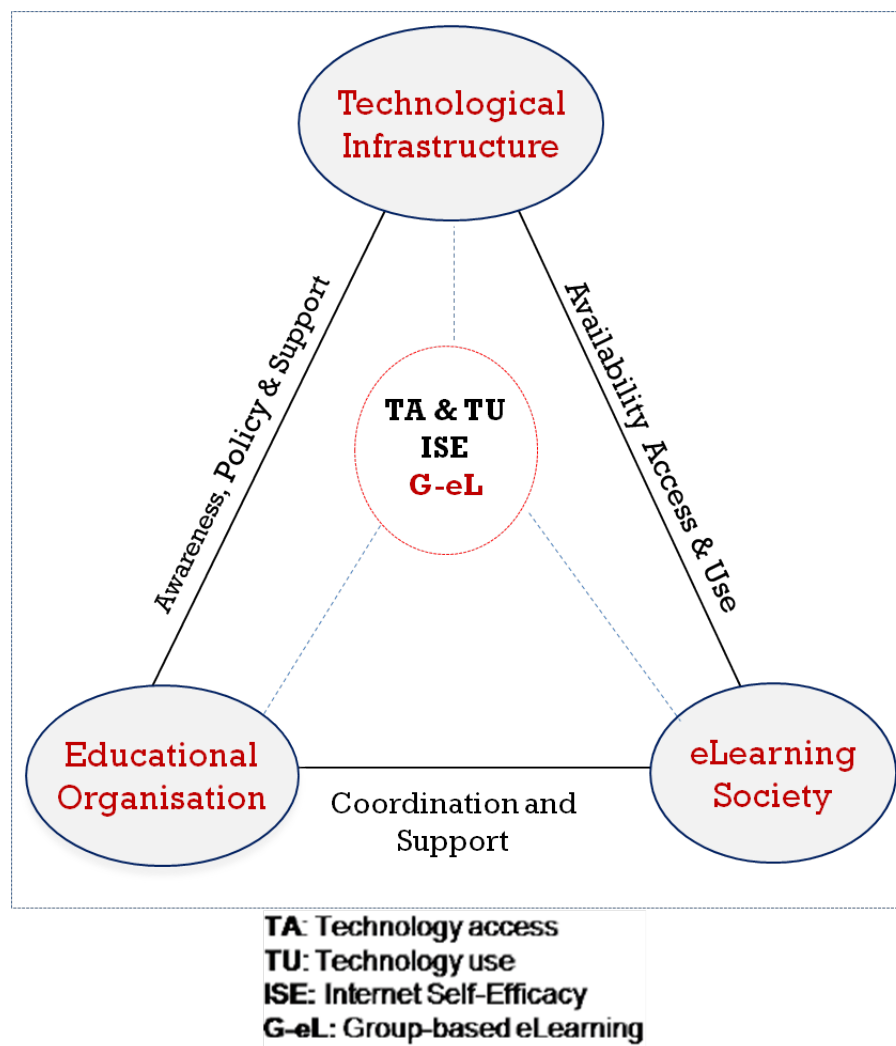 Technological
Infrastructure
Awareness, Policy & Support
Availability Access & Use
TA & TU
ISE
G-eL
Educational
Organisation
eLearning
Society
Coordination and
Support
TA: Technology access
TU: Technology use
ISE: Internet Self-Efficacy
G-eL: Group-based eLearning